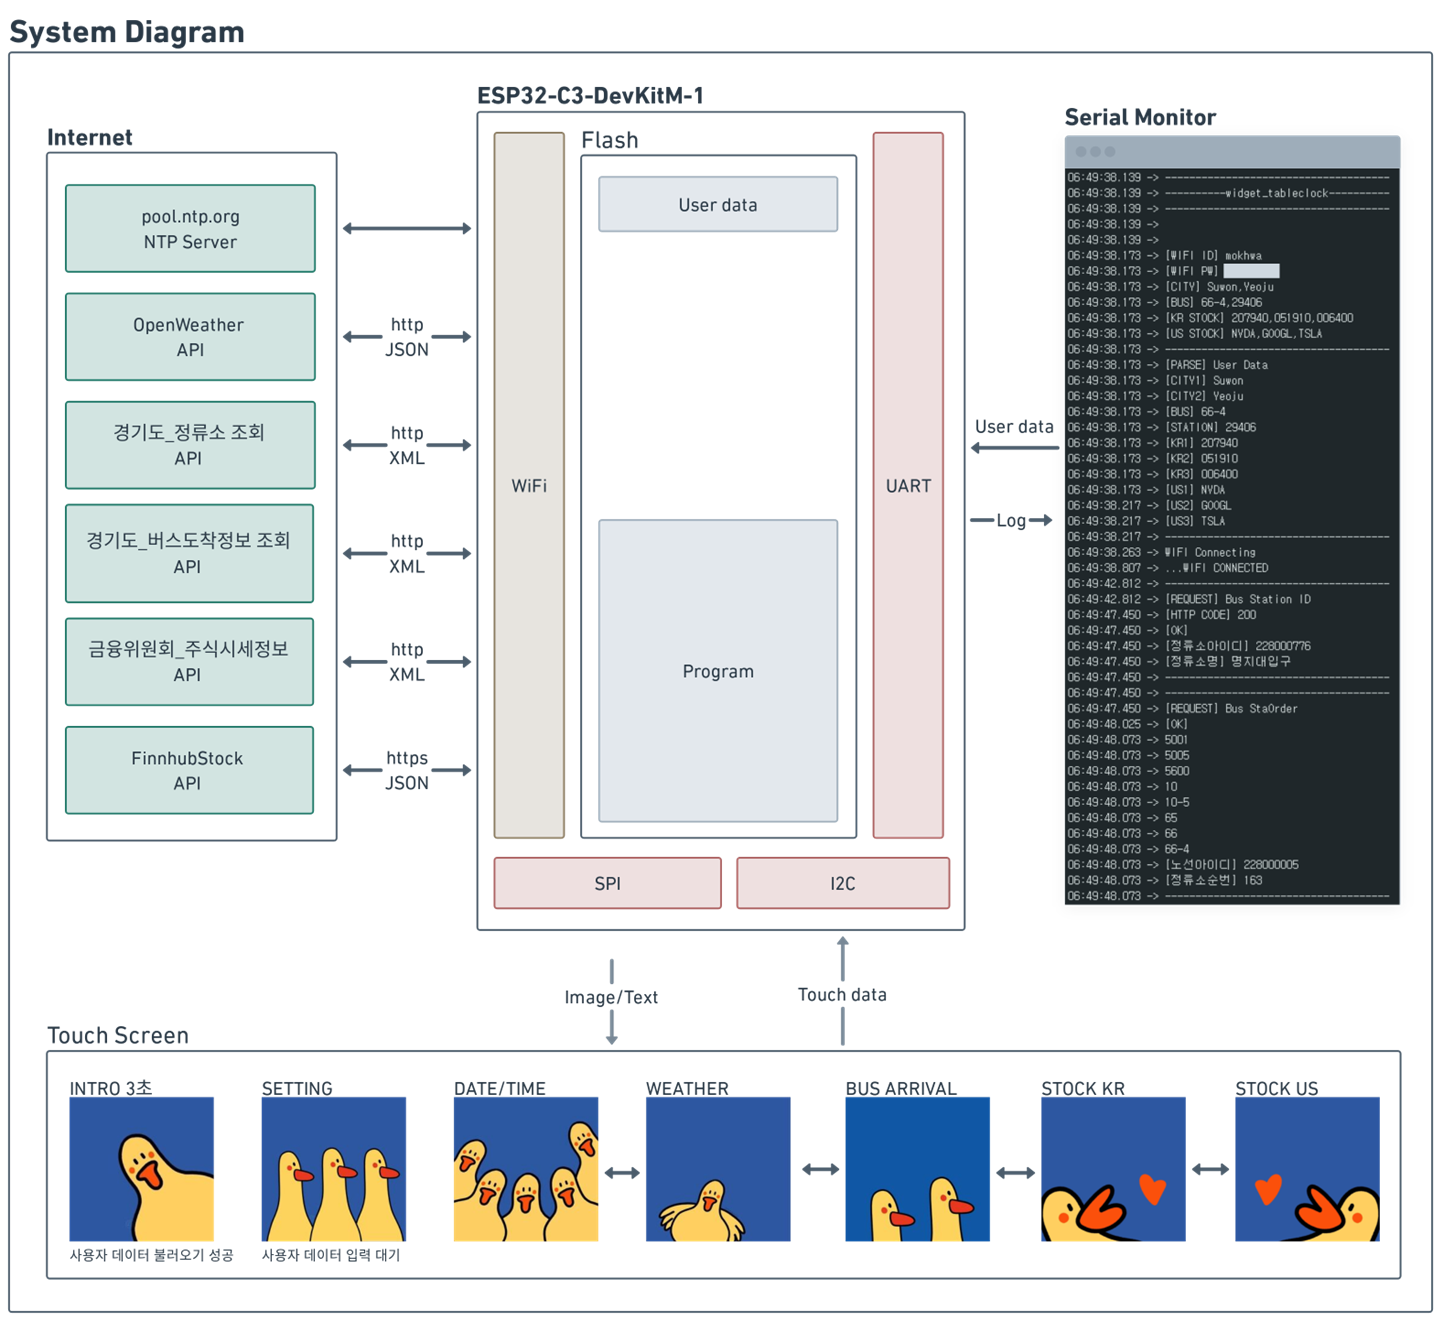 System Diagram
Internet
pool.ntp.org
NTP Server
OpenWeather
API
경기도_정류소 조회
API
경기도_버스도착정보 조회
API
금융위원회_주식시세정보
API
FinnhubStock
API
http
JSON
http
XML
http
XML
http
XML
https
JSON
ESP32-C3-DevKitM-1
WiFi
Flash
User data
Program
UART
SPI
I2C
User data
Log
Serial Monitor
06:49:38.139 -> --------------------------------------
06:49:38.139 -> ----------widget_tableclock----------
06:49:38.139 -> --------------------------------------
06:49:38.139 ->
06:49:38.139 ->
06:49:38.173 -> [WIFI ID] mokhwa
06:49:38.173 -> [WIFI PW]
06:49:38.173 -> [CITY] Suwon,Yeoju
06:49:38.173 -> [BUS] 66-4,29406
06:49:38.173 -> [KR STOCK] 207940,051910,006400
06:49:38.173 -> [US STOCK] NVDA,GOOGL,TSLA
06:49:38.173 -> --------------------------------------
06:49:38.173 -> [PARSE] User Data
06:49:38.173 -> [CITY1] Suwon
06:49:38.173 -> [CITY2] Yeoju
06:49:38.173 -> [BUS] 66-4
06:49:38.173 -> [STATION] 29406
06:49:38.173 -> [KR1] 207940
06:49:38.173 -> [KR2] 051910
06:49:38.173 -> [KR3] 006400
06:49:38.173 -> [US1] NVDA
06:49:38.217 -> [US2] GOOGL
06:49:38.217 -> [US3] TSLA
06:49:38.217 -> --------------------------------------
06:49:38.263 -> WIFI Connecting
06:49:38.807 -> ...WIFI CONNECTED
06:49:42.812 -> --------------------------------------
06:49:42.812 -> [REQUEST] Bus Station ID
06:49:47.450 -> [HTTP CODE] 200
06:49:47.450 -> [OK]
06:49:47.450 -> [정류소아이디] 228000776
06:49:47.450 -> [정류소명] 명지대입구
06:49:47.450 -> --------------------------------------
06:49:47.450 -> --------------------------------------
06:49:47.450 -> [REQUEST] Bus StaOrder
06:49:48.025 -> [OK]
06:49:48.073 -> 5001
06:49:48.073 -> 5005
06:49:48.073 -> 5600
06:49:48.073 -> 10
06:49:48.073 -> 10-5
06:49:48.073 -> 65
06:49:48.073 -> 66
06:49:48.073 -> 66-4
06:49:48.073 -> [노선아이디] 228000005
06:49:48.073 -> [정류소순번] 163
06:49:48.073 -> --------------------------------------
Image/Text
Touch data
Touch Screen
INTRO 3초
SETTING
DATE/TIME
WEATHER
BUS ARRIVAL
STOCK KR
STOCK US
사용자 데이터 불러오기 성공
사용자 데이터 입력 대기